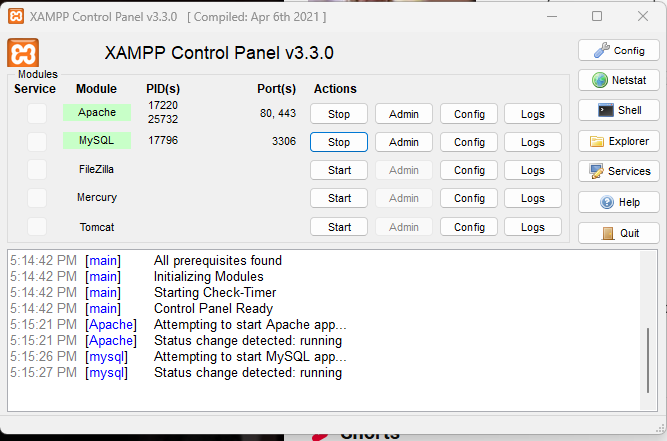 XAMPP Control Panel v3.3.0 [ Compiled: Apr 6th 2021 ]
XAMPP Control Panel v3.3.0
Config
Modules
Service Module PID(s) Port(s) Actions
Netstat
Apache 17220 25732 80, 443 Stop Admin Config Logs
Shell
MySQL 17796 3306 Stop Admin Config Logs
Explorer
FileZilla Start Admin Config Logs
Services
Mercury Start Admin Config Logs
Help
Tomcat Start Admin Config Logs
Quit
5:14:42 PM [main] All prerequisites found
5:14:42 PM [main] Initializing Modules
5:14:42 PM [main] Starting Check-Timer
5:14:42 PM [main] Control Panel Ready
5:15:21 PM [Apache] Attempting to start Apache app...
5:15:21 PM [Apache] Status change detected: running
5:15:26 PM [mysql] Attempting to start MySQL app...
5:15:27 PM [mysql] Status change detected: running
Shorts